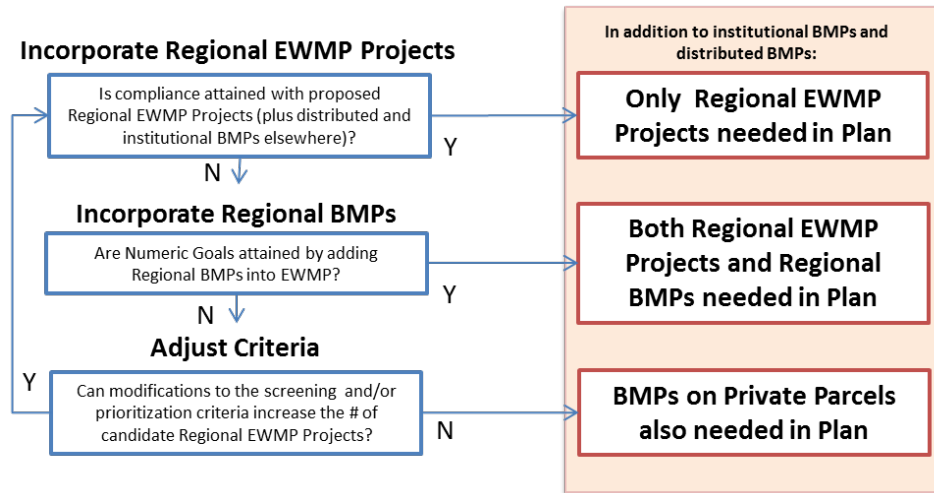 Incorporate Regional EWMP Projects
Is compliance attained with proposed
Regional EWMP Projects (plus distributed and
institutional BMPs elsewhere)?
Y
N
In addition to institutional BMPs and
distributed BMPs:
Only Regional EWMP
Projects needed in Plan
Incorporate Regional BMPs
Are Numeric Goals attained by adding
Regional BMPs into EWMP?
Y
N
Both Regional EWMP
Projects and Regional
BMPs needed in Plan
Adjust Criteria
Y
Can modifications to the screening and/or
prioritization criteria increase the # of
candidate Regional EWMP Projects?
N
BMPs on Private Parcels
also needed in Plan